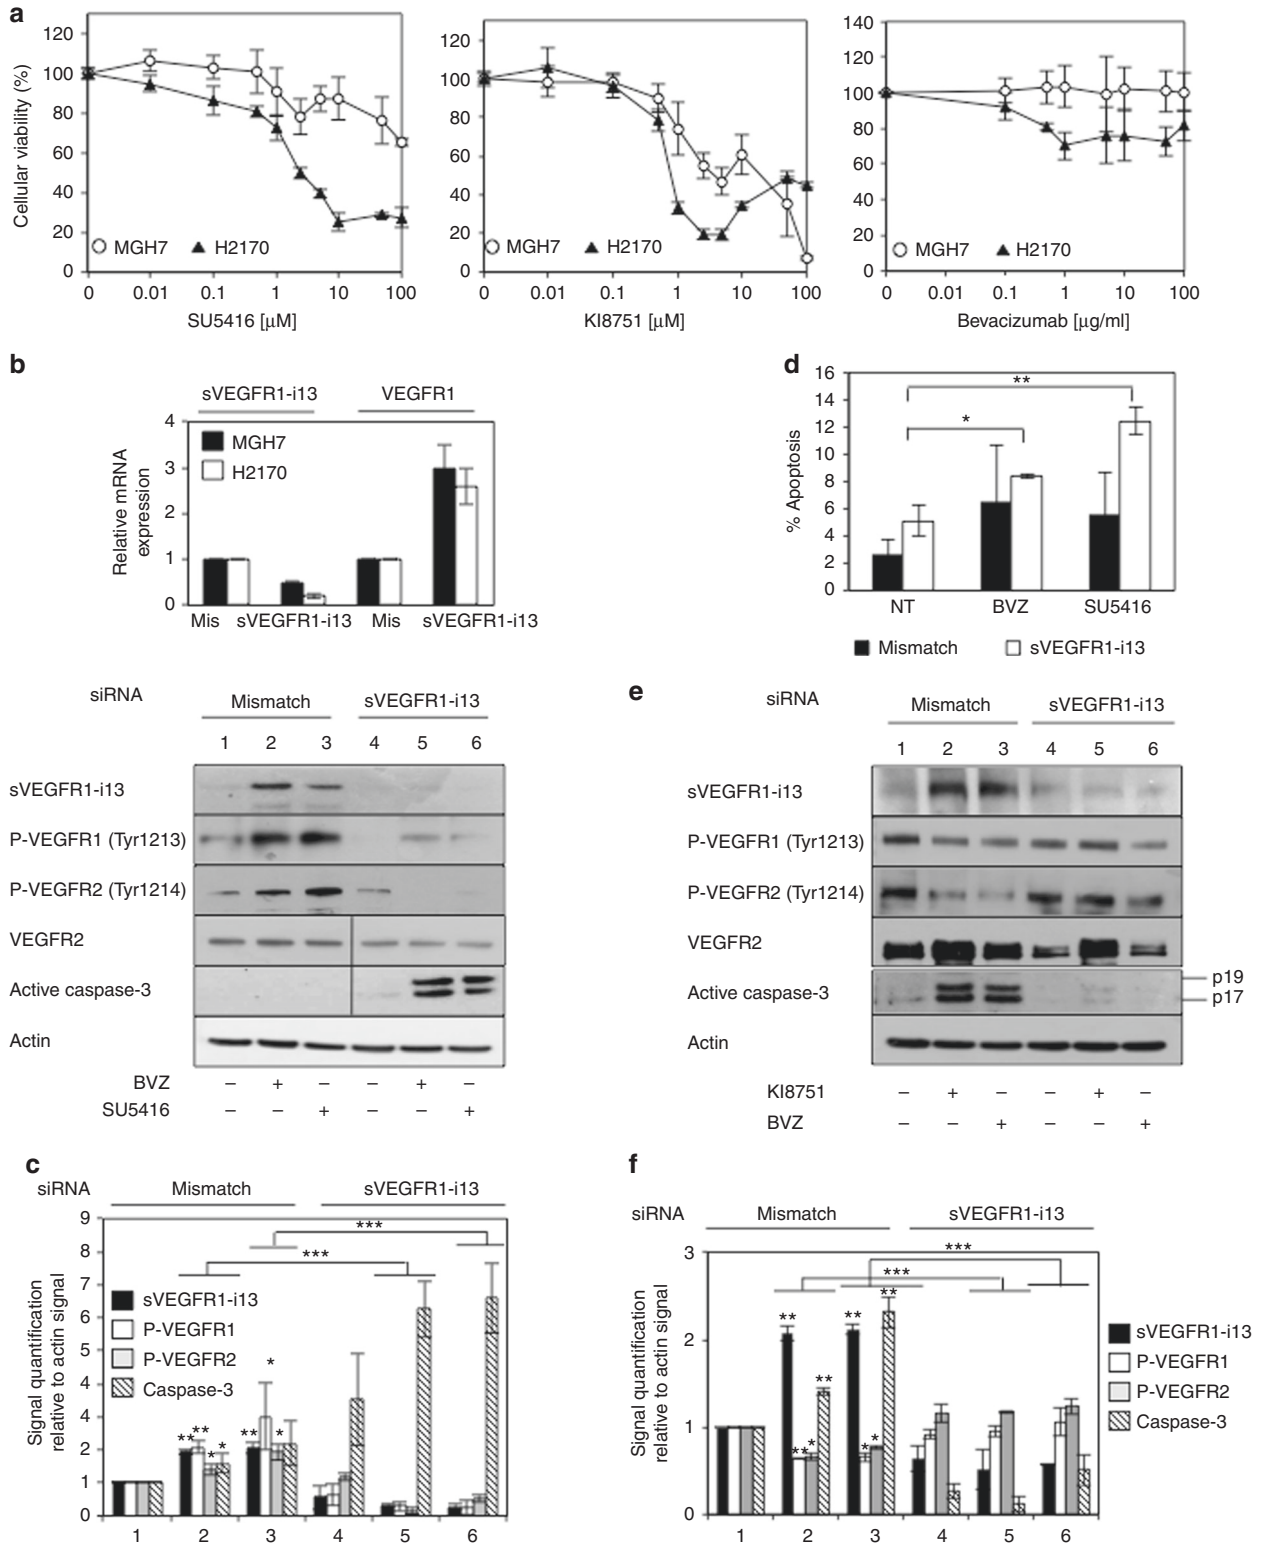 a
Cellular viability (%)
120
100
80
60
40
20
0
MGH7
H2170
0 0.01 0.1 1 10 100
SU5416 [μM]
120
100
80
60
40
20
0
MGH7
H2170
0 0.01 0.1 1 10 100
KI8751 [μM]
140
120
100
80
60
40
20
0
MGH7
H2170
0 0.01 0.1 1 10 100
Bevacizumab [μg/ml]
b
sVEGFR1-i13 VEGFR1
Relative mRNA
expression
4
3
2
1
0
MGH7
H2170
Mis sVEGFR1-i13 Mis sVEGFR1-i13
siRNA Mismatch sVEGFR1-i13
1 2 3 4 5 6
sVEGFR1-i13
P-VEGFR1 (Tyr1213)
P-VEGFR2 (Tyr1214)
VEGFR2
Active caspase-3
Actin
BVZ – + – – + –
SU5416 – – + – – +
c
siRNA Mismatch sVEGFR1-i13
Signal quantification
relative to actin signal
9
8
7
6
5
4
4
2
1
0
***
***
sVEGFR1-i13
P-VEGFR1
P-VEGFR2
Caspase-3
** ** * *
** * *
1 2 3 4 5 6
d
% Apoptosis
16
14
12
10
8
6
4
2
0
**
*
NT BVZ SU5416
Mismatch sVEGFR1-i13
e
siRNA Mismatch sVEGFR1-i13
1 2 3 4 5 6
sVEGFR1-i13
P-VEGFR1 (Tyr1213)
P-VEGFR2 (Tyr1214)
VEGFR2
Active caspase-3
p19
p17
Actin
KI8751 – + – – + –
BVZ – – + – – +
f
siRNA Mismatch sVEGFR1-i13
Signal quantification
relative to actin signal
3
2
1
0
***
***
** ** * **
** * * **
sVEGFR1-i13
P-VEGFR1
P-VEGFR2
Caspase-3
1 2 3 4 5 6